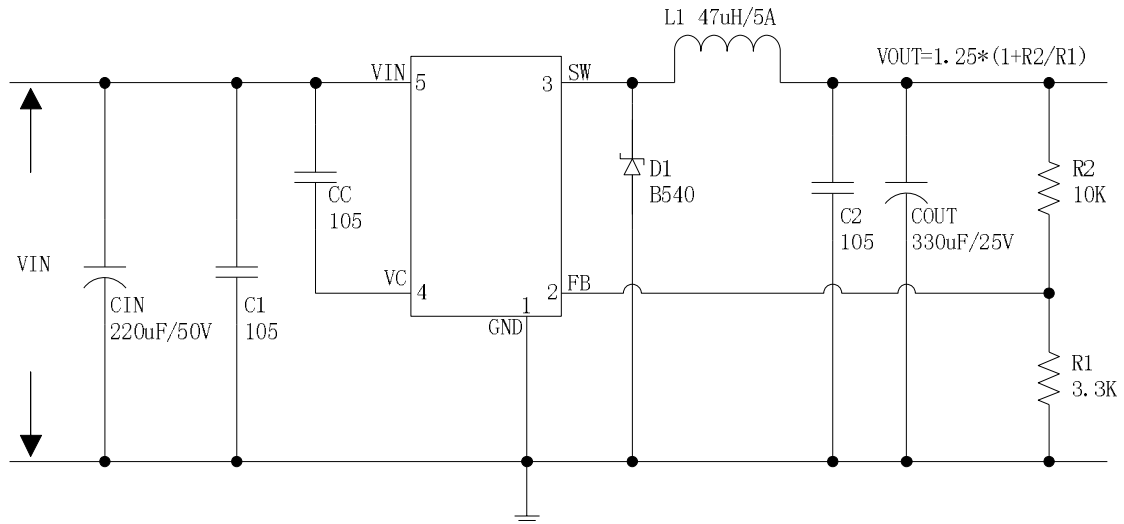 L1 47uH/5A
VOUT=1.25*(1+R2/R1)
VIN
5
3
SW
CC
105
D1
B540
R2
10K
C2
105
COUT
330uF/25V
VIN
VC
4
2
FB
CIN
220uF/50V
C1
105
1
GND
R1
3.3K